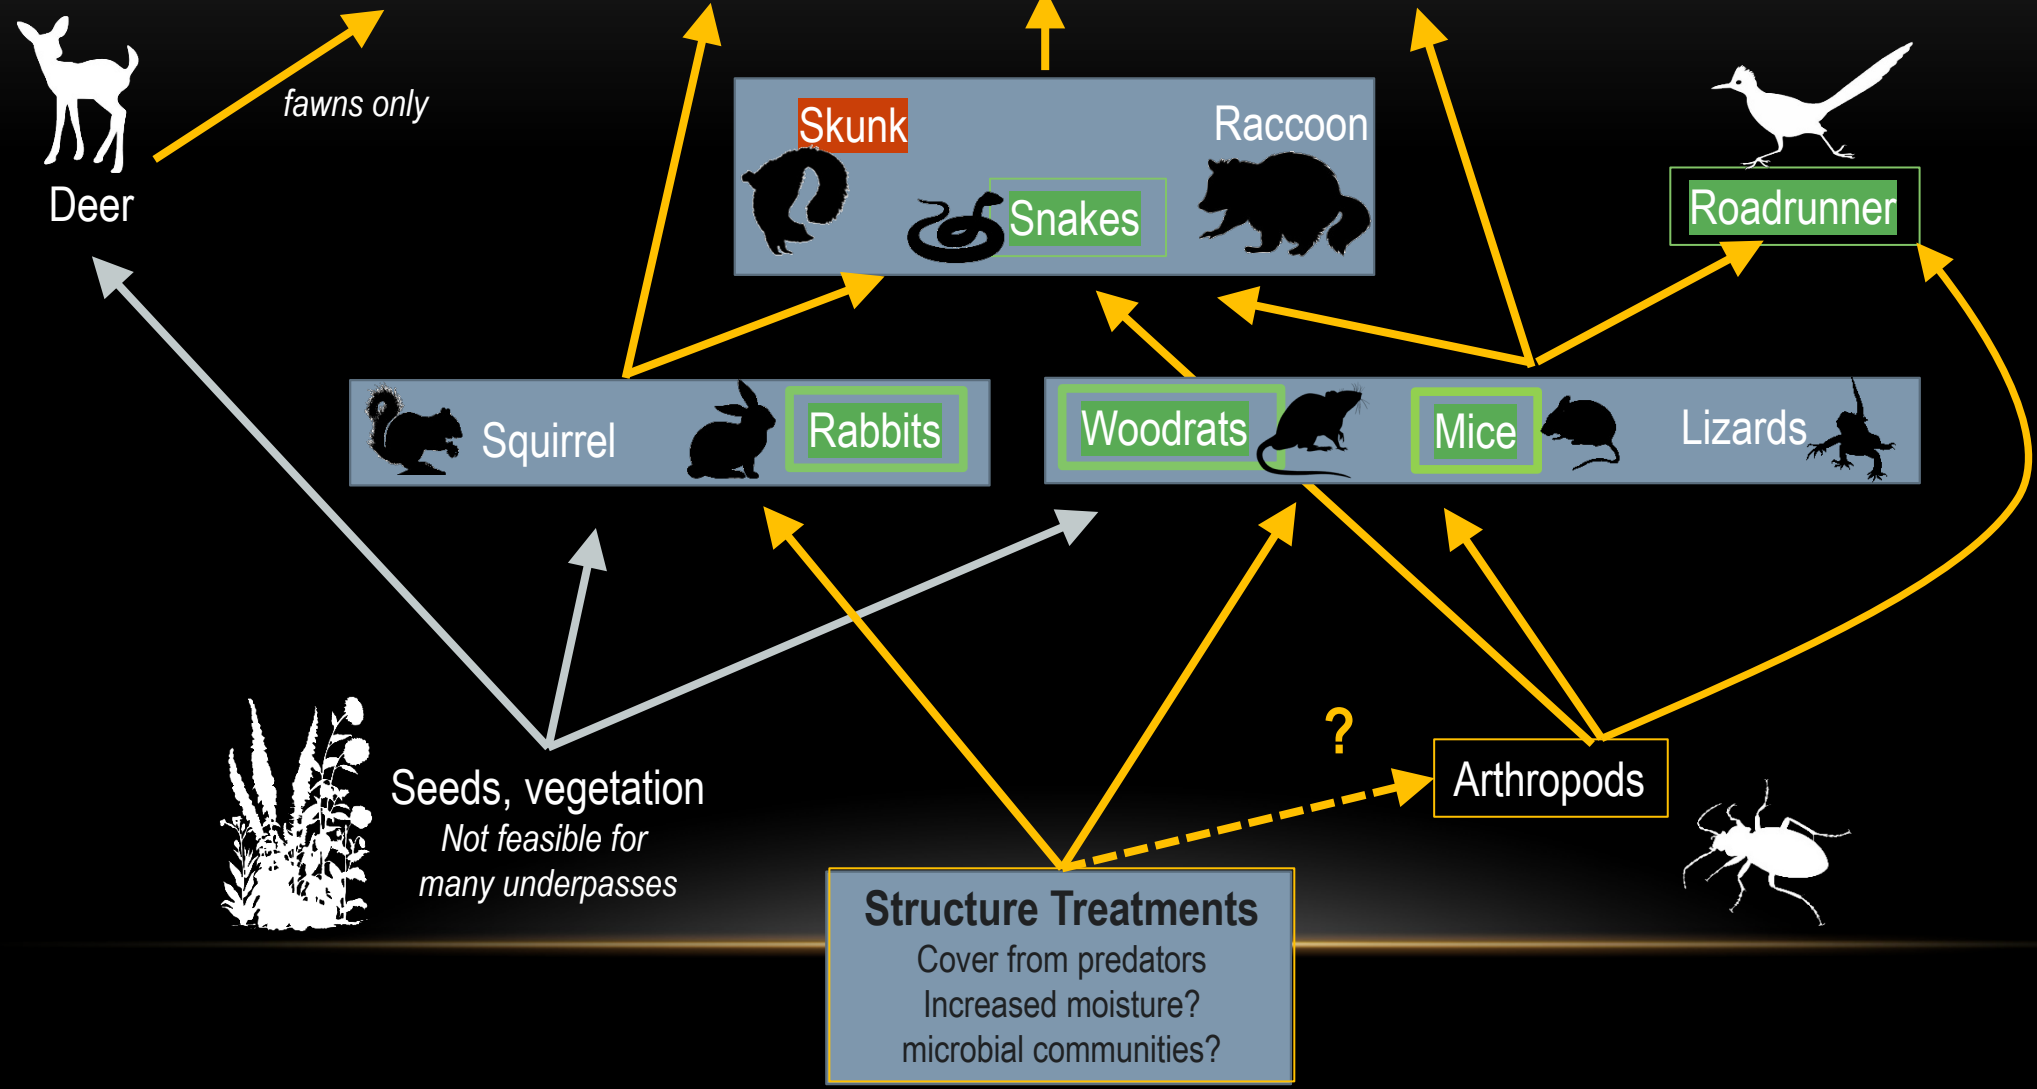 fawns only
Deer
Skunk
Raccoon
Snakes
Roadrunner
Squirrel
Rabbits
Woodrats
Mice
Lizards
?
Seeds, vegetation
Not feasible for
many underpasses
Arthropods
Structure Treatments
Cover from predators
Increased moisture?
microbial communities?